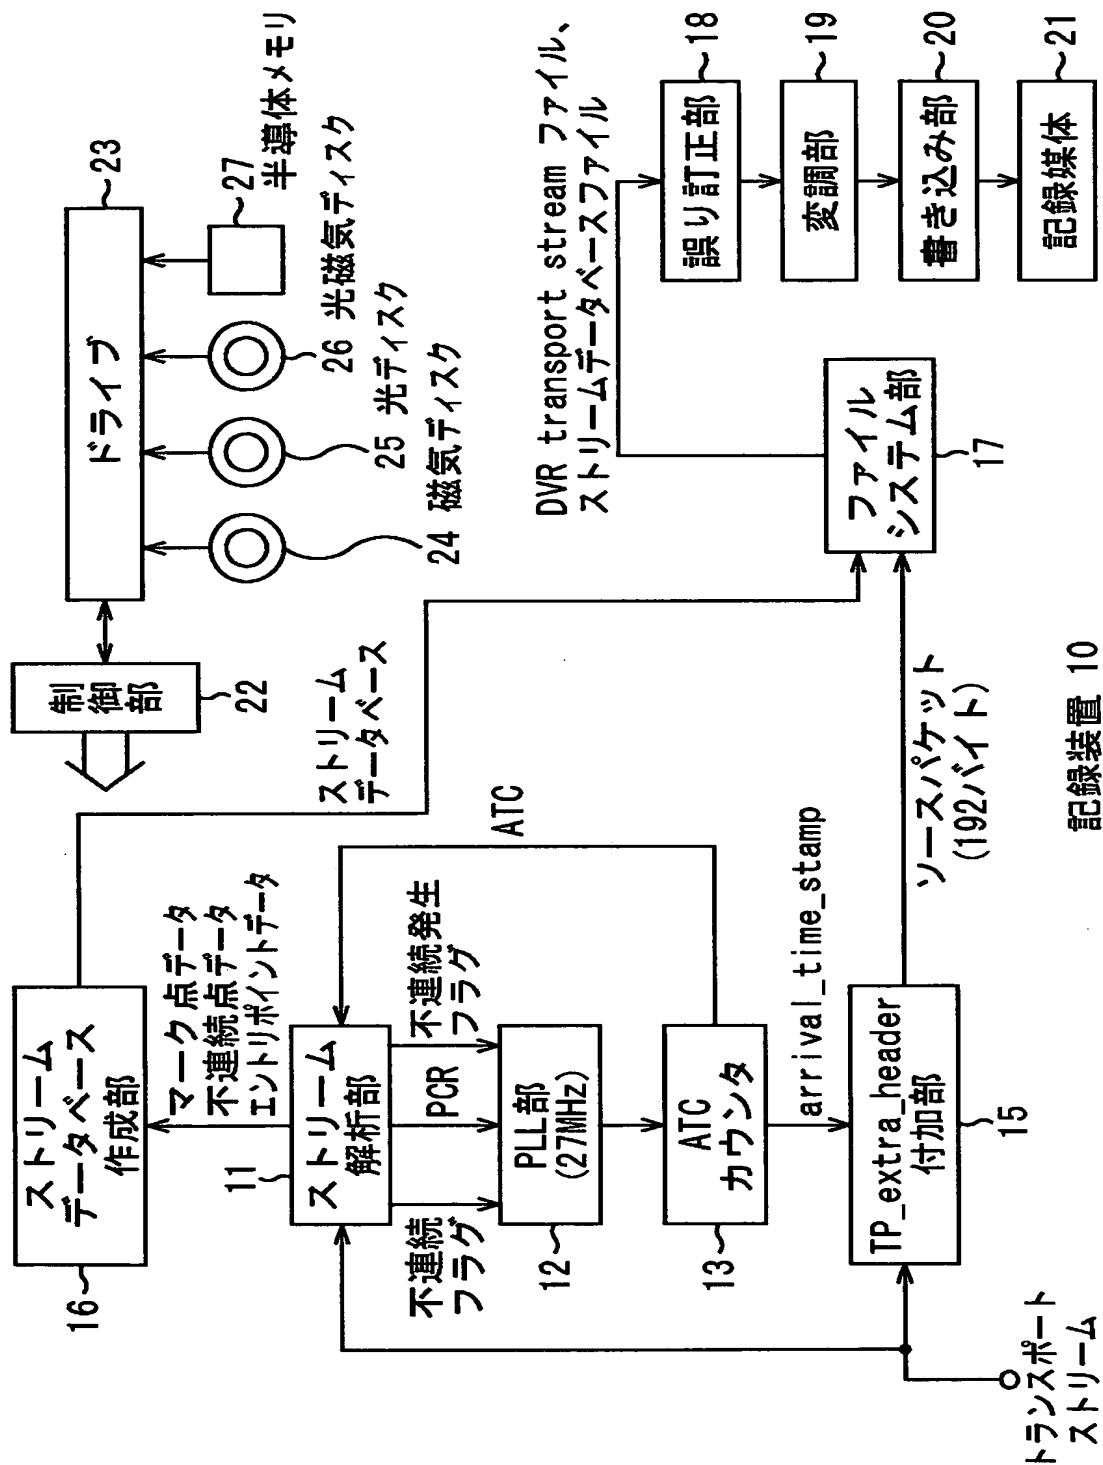 16
ストリーム
データベース
作成部
マーク点データ
不連続点データ
エントリポイントデータ
ストリーム
データベース
制御部
22
ドライブ
23
24 磁気ディスク
25 光ディスク
26 光磁気ディスク
27
半導体メモリ
11
ストリーム
解析部
ATC
不連続
フラグ
PCR
不連続発生
フラグ
12
PLL部
(27MHz)
13
ATC
カウンタ
arrival_time_stamp
トランスポート
ストリーム
TP_extra_header
付加部
15
ソースパケット
(192バイト)
ファイル
システム部
17
DVR transport stream ファイル、
ストリームデータベースファイル
誤り訂正部
18
変調部
19
書き込み部
20
記録媒体
21
記録装置 10